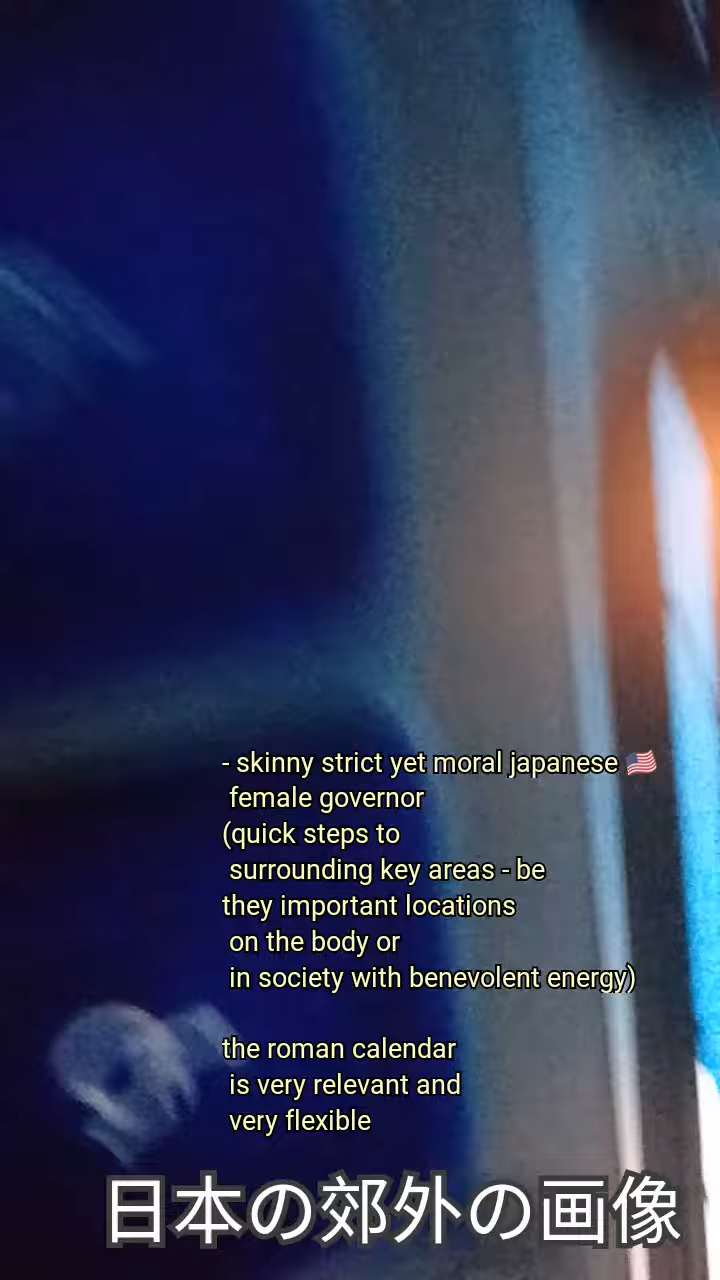 - skinny strict yet moral japanese 🇺🇸
female governor
(quick steps to
surrounding key areas - be
they important locations
on the body or
in society with benevolent energy)
the roman calendar
is very relevant and
very flexible
日本の郊外の画像